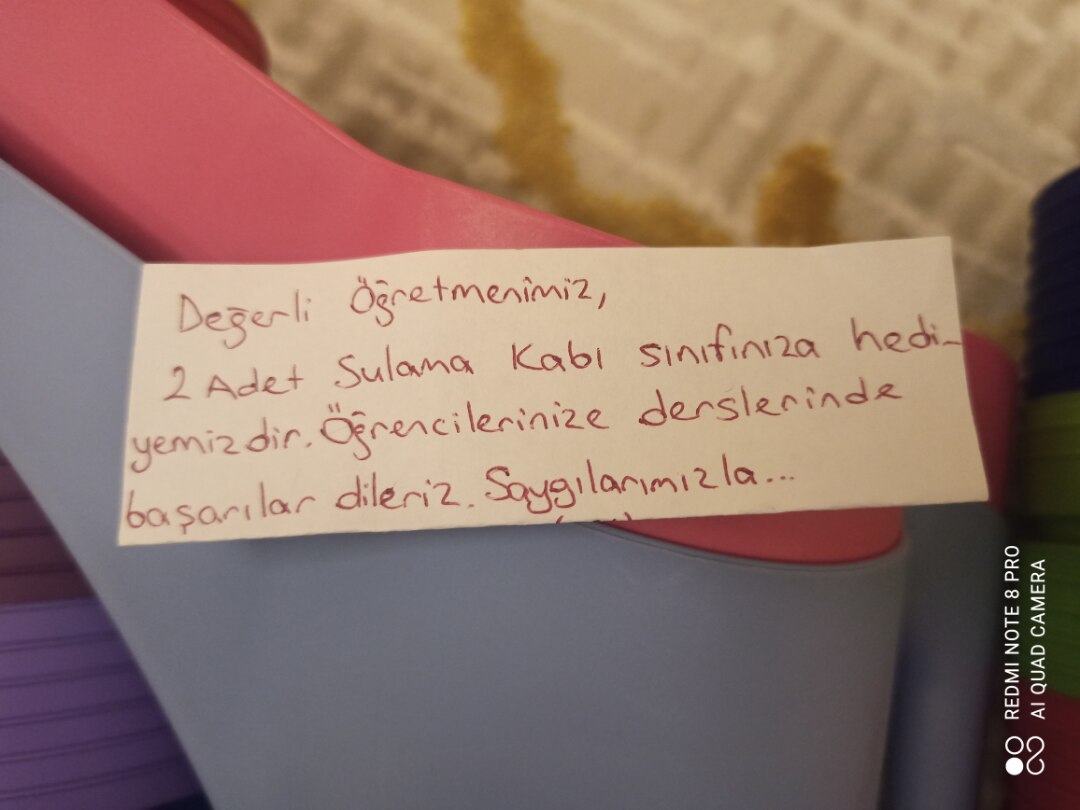 Değerli Öğretmenimiz,
2 Adet Sulama Kabı sınıfınıza hedi-
yemizdir. Öğrencilerinize derslerinde
başarılar dileriz. Saygılarımızla...
REDMI NOTE 8 PRO
AI QUAD CAMERA